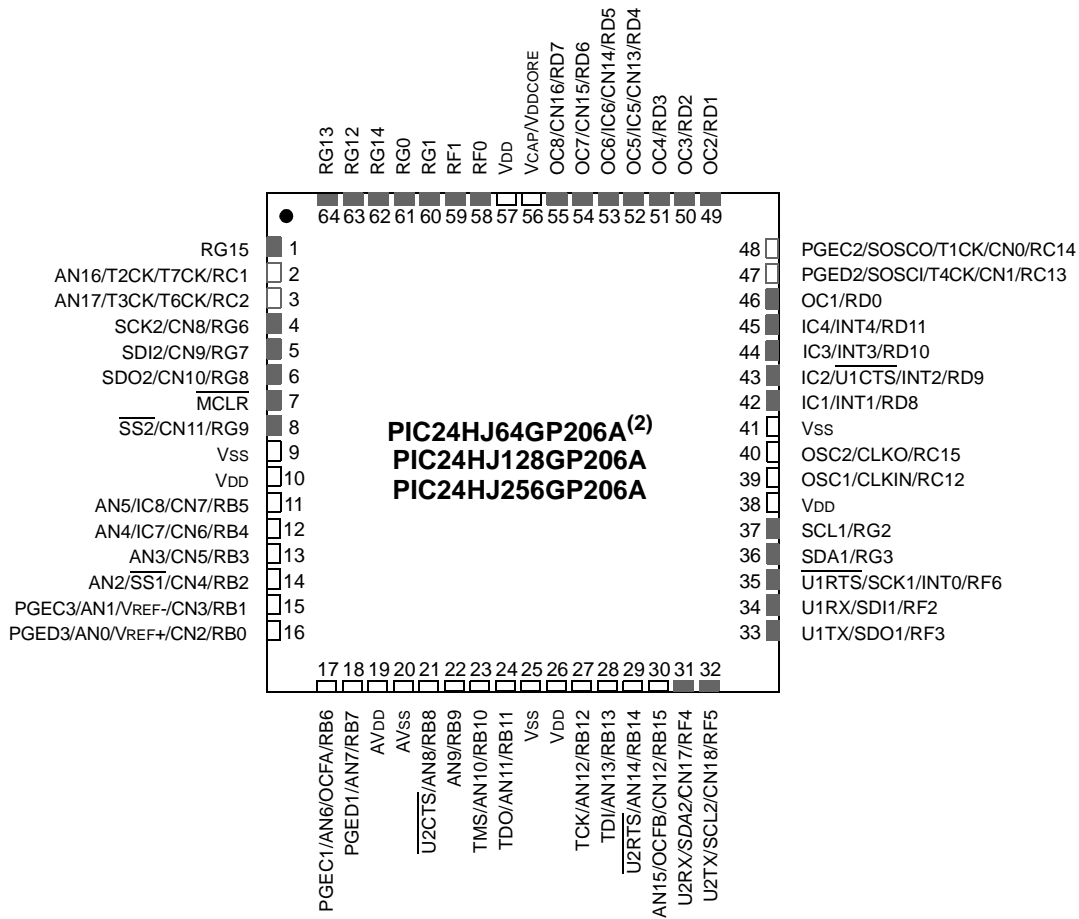 RG13
RG12
RG14
RG0
RG1
RF1
RF0
VDD
VCAP/VDDCORE
OC8/CN16/RD7
OC7/CN15/RD6
OC6/IC6/CN14/RD5
OC5/IC5/CN13/RD4
OC4/RD3
OC3/RD2
OC2/RD1
64 63 62 61 60 59 58 57 56 55 54 53 52 51 50 49
RG15 1
AN16/T2CK/T7CK/RC1 2
AN17/T3CK/T6CK/RC2 3
SCK2/CN8/RG6 4
SDI2/CN9/RG7 5
SDO2/CN10/RG8 6
MCLR 7
SS2/CN11/RG9 8
VSS 9
VDD 10
AN5/IC8/CN7/RB5 11
AN4/IC7/CN6/RB4 12
AN3/CN5/RB3 13
AN2/SS1/CN4/RB2 14
PGEC3/AN1/VREF-/CN3/RB1 15
PGED3/AN0/VREF+/CN2/RB0 16
PIC24HJ64GP206A(2)
PIC24HJ128GP206A
PIC24HJ256GP206A
48 PGEC2/SOSCO/T1CK/CN0/RC14
47 PGED2/SOSCI/T4CK/CN1/RC13
46 OC1/RD0
45 IC4/INT4/RD11
44 IC3/INT3/RD10
43 IC2/U1CTS/INT2/RD9
42 IC1/INT1/RD8
41 VSS
40 OSC2/CLKO/RC15
39 OSC1/CLKIN/RC12
38 VDD
37 SCL1/RG2
36 SDA1/RG3
35 U1RTS/SCK1/INT0/RF6
34 U1RX/SDI1/RF2
33 U1TX/SDO1/RF3
17 18 19 20 21 22 23 24 25 26 27 28 29 30 31 32
PGEC1/AN6/OCFA/RB6
PGED1/AN7/RB7
AVDD
AVSS
U2CTS/AN8/RB8
AN9/RB9
TMS/AN10/RB10
TDO/AN11/RB11
VSS
VDD
TCK/AN12/RB12
TDI/AN13/RB13
U2RTS/AN14/RB14
AN15/OCFB/CN12/RB15
U2RX/SDA2/CN17/RF4
U2TX/SCL2/CN18/RF5